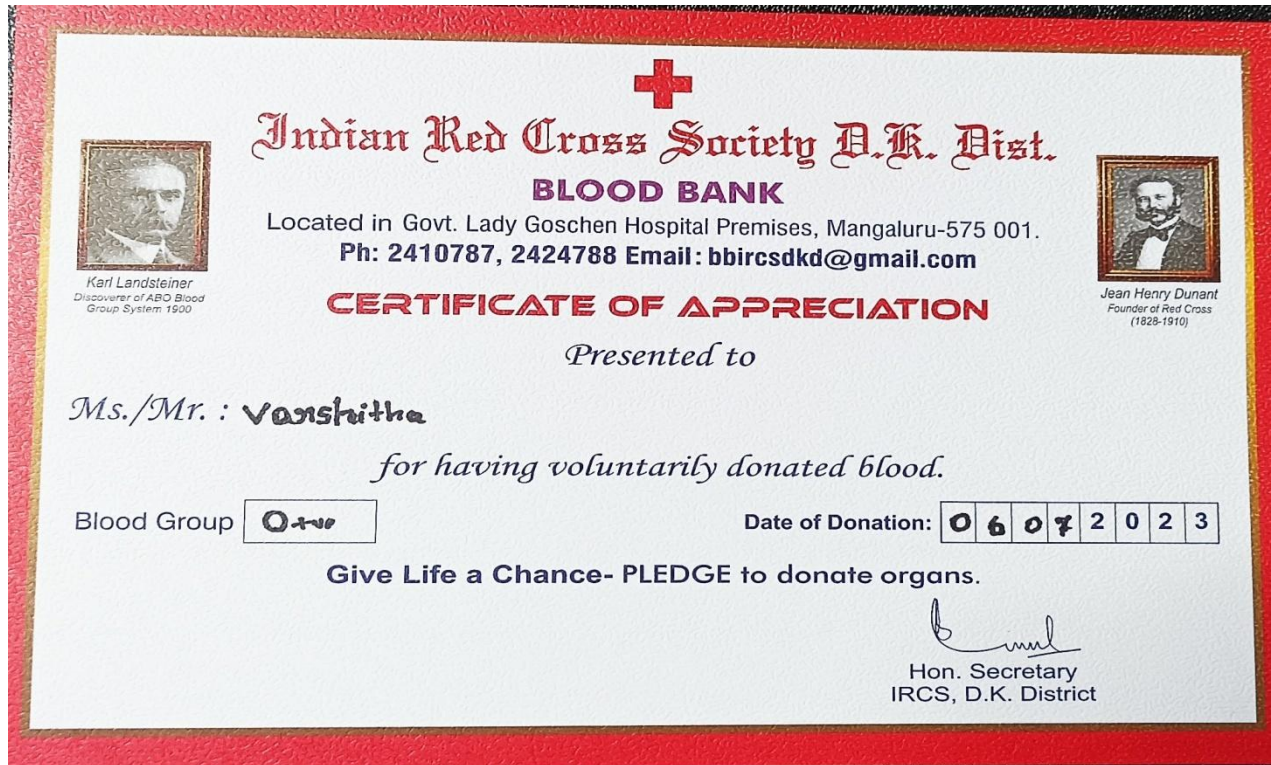 Indian Red Cross Society D.K. Dist.
BLOOD BANK
Located in Govt. Lady Goschen Hospital Premises, Mangaluru-575 001.
Ph: 2410787, 2424788 Email: bbircsdkd@gmail.com
Karl Landsteiner
Discoverer of ABO Blood
Group System 1900
Jean Henry Dunant
Founder of Red Cross
(1828-1910)
CERTIFICATE OF APPRECIATION
Presented to
Ms./Mr. : Varshitha
for having voluntarily donated blood.
Blood Group O+ve
Date of Donation: 06072023
Give Life a Chance- PLEDGE to donate organs.
Hon. Secretary
IRCS, D.K. District